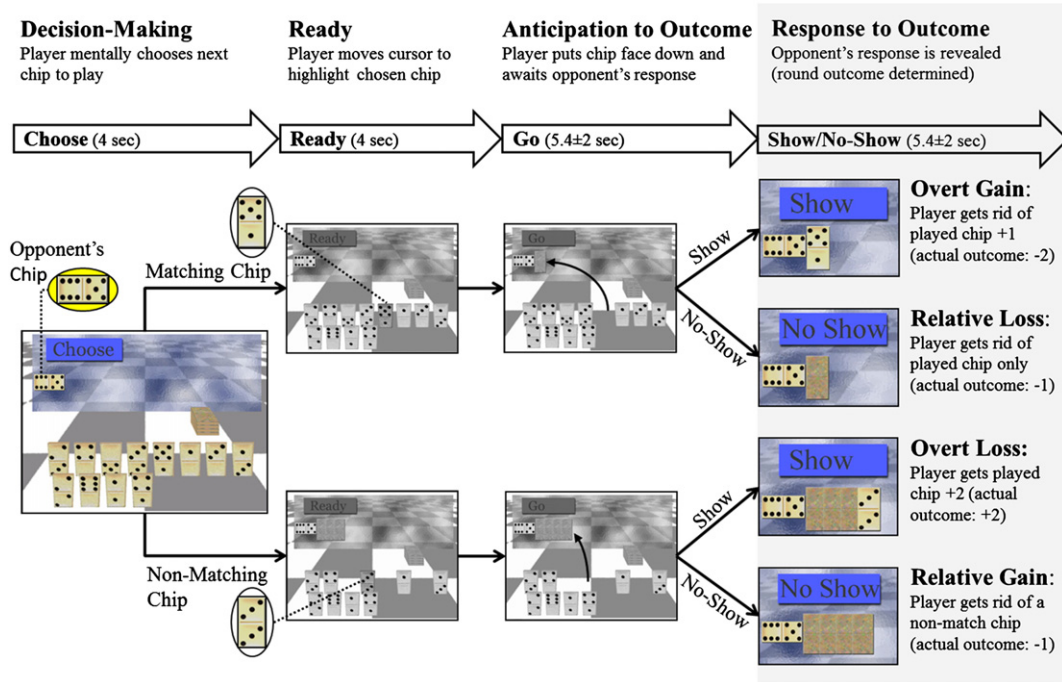 Decision-Making
Player mentally chooses next
chip to play
Ready
Player moves cursor to
highlight chosen chip
Anticipation to Outcome
Player puts chip face down and
awaits opponent's response
Response to Outcome
Opponent's response is revealed
(round outcome determined)
Choose (4 sec)
Ready (4 sec)
Go (5.4±2 sec)
Show/No-Show (5.4±2 sec)
Opponent's
Chip
Choose
Matching Chip
Ready
Go
Show
No-Show
Show
Overt Gain:
Player gets rid of
played chip +1
(actual outcome: -2)
No Show
Relative Loss:
Player gets rid of
played chip only
(actual outcome: -1)
Non-Matching
Chip
Ready
Go
Show
No-Show
Show
Overt Loss:
Player gets played
chip +2 (actual
outcome: +2)
No Show
Relative Gain:
Player gets rid of a
non-match chip
(actual outcome: -1)